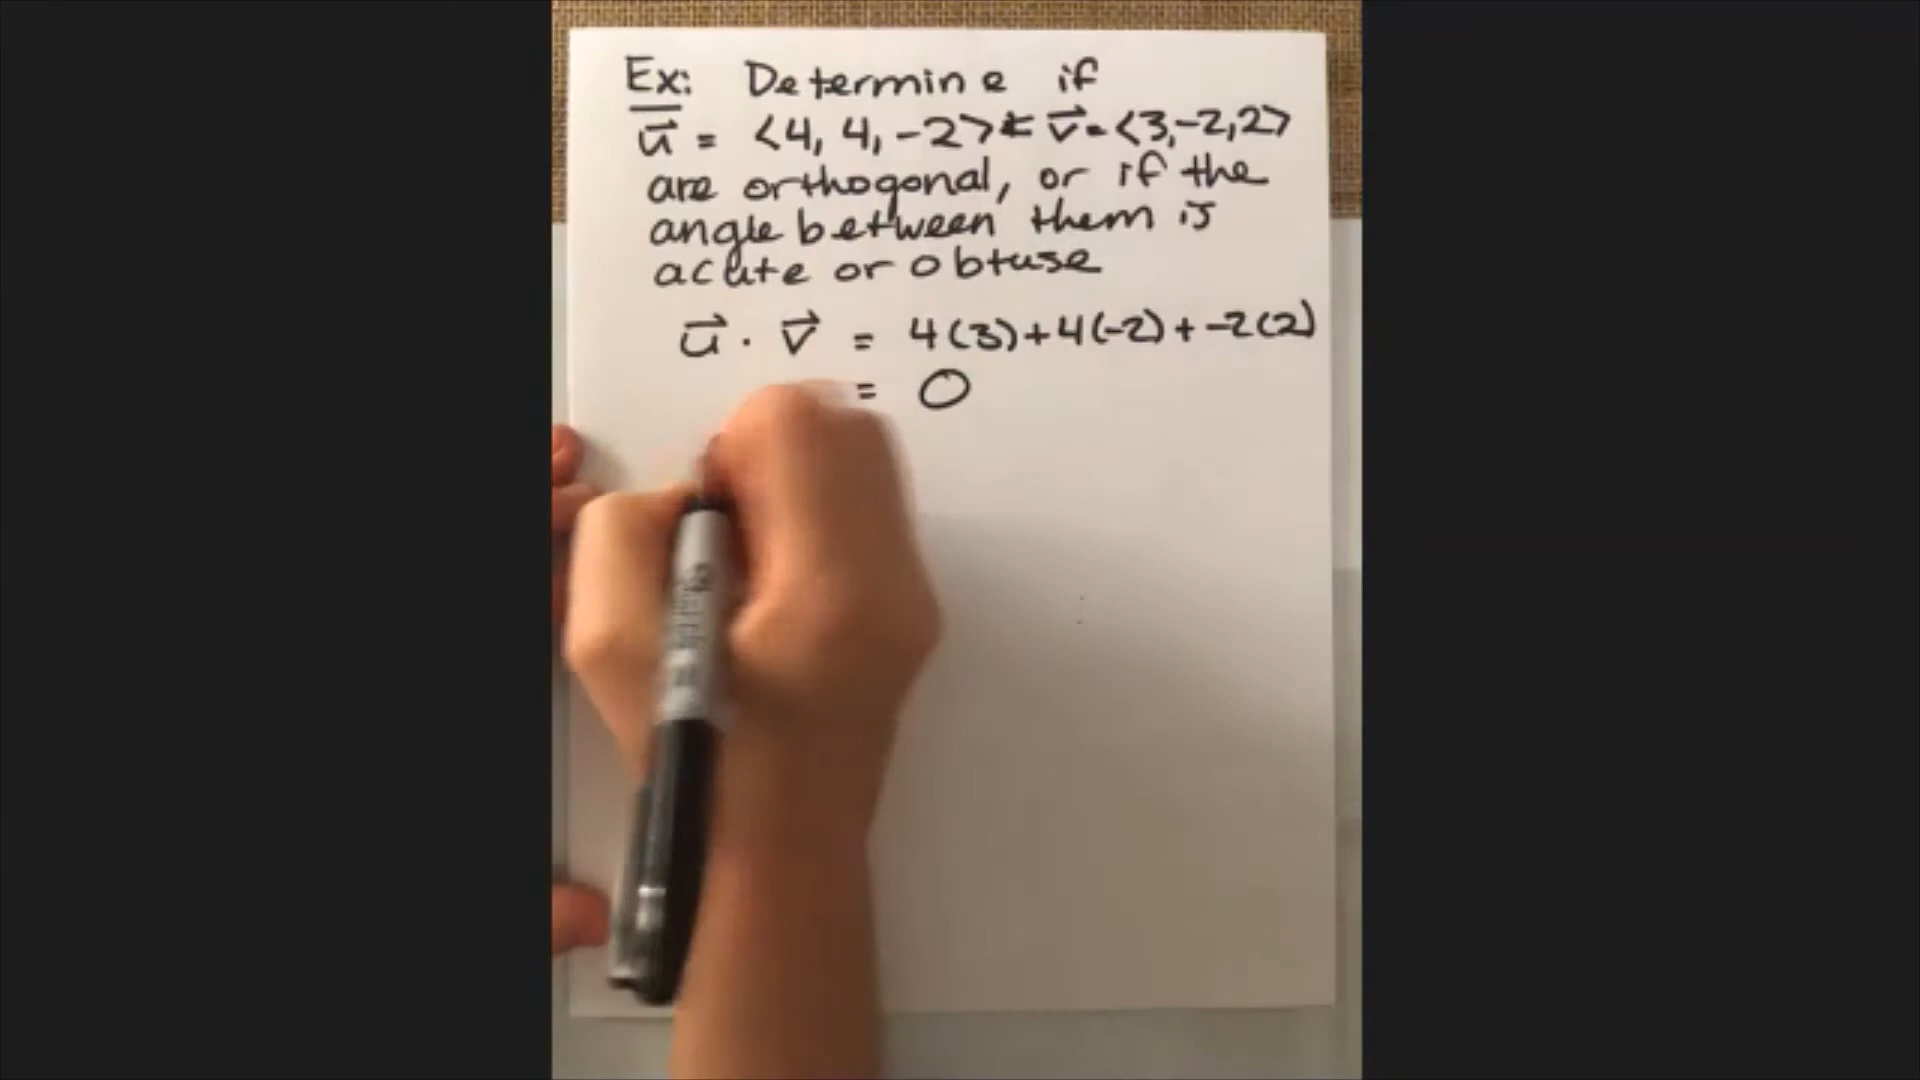 Ex: Determine if
u⃗ = <4, 4, -2> & v⃗ = <3,-2,2>
are orthogonal, or if the
angle between them is
acute or obtuse
u⃗ · v⃗ = 4(3)+4(-2)+-2(2)
= 0